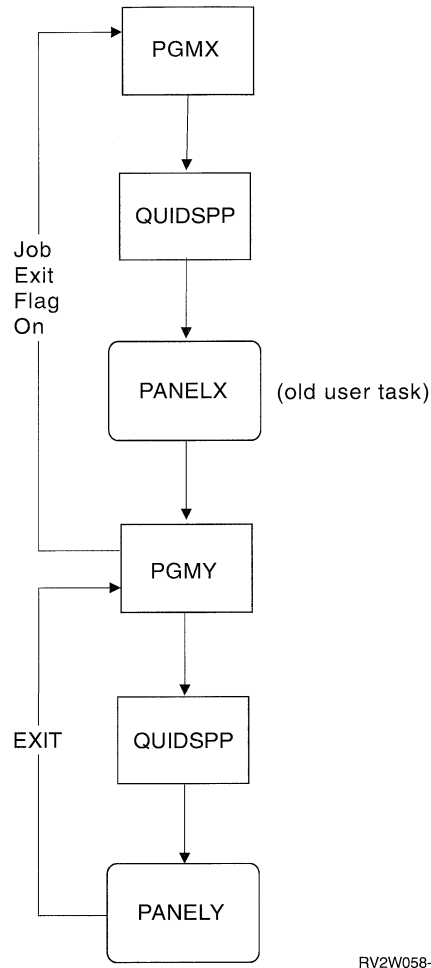 PGMX
QUIDSPP
Job
Exit
Flag
On
PANELX (old user task)
PGMY
EXIT QUIDSPP
PANELY
RV2W058-